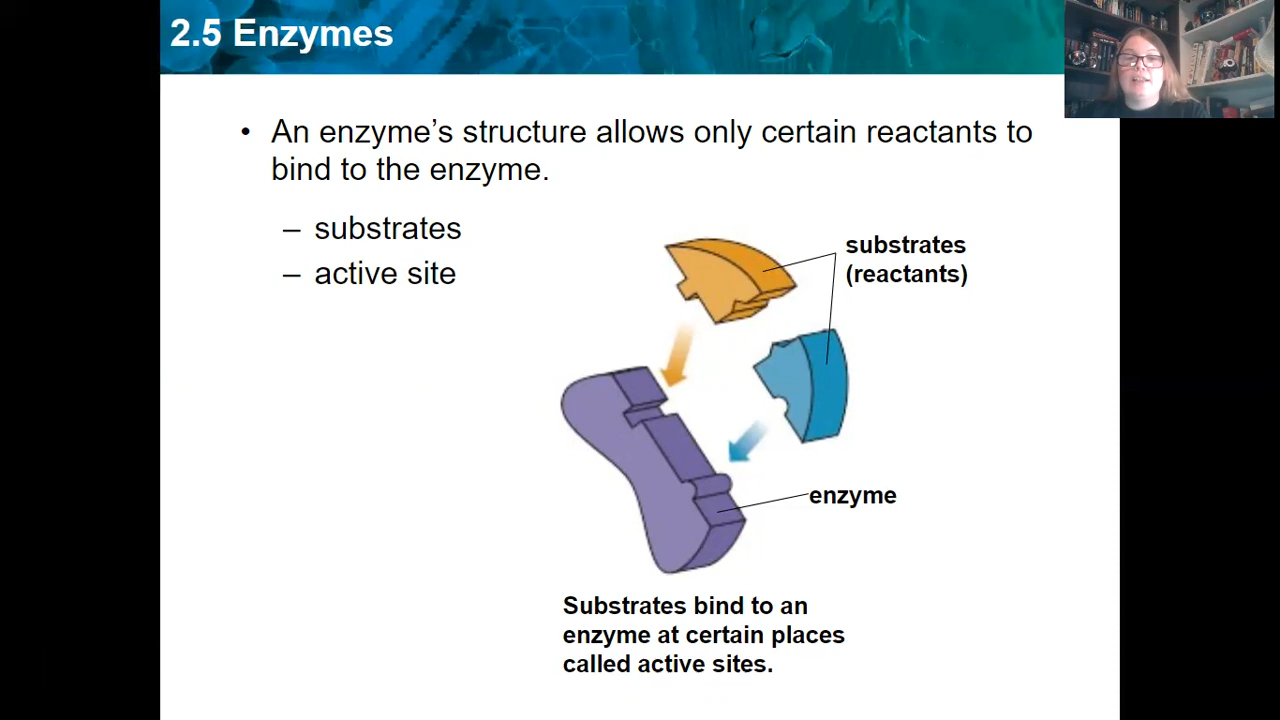 2.5 Enzymes
• An enzyme’s structure allows only certain reactants to
bind to the enzyme.
– substrates
– active site
substrates
(reactants)
enzyme
Substrates bind to an
enzyme at certain places
called active sites.